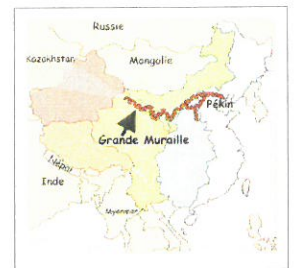 Russie
Kazakhstan
Mongolie
Pékin
Grande Muraille
Népal
Inde
Myanmar